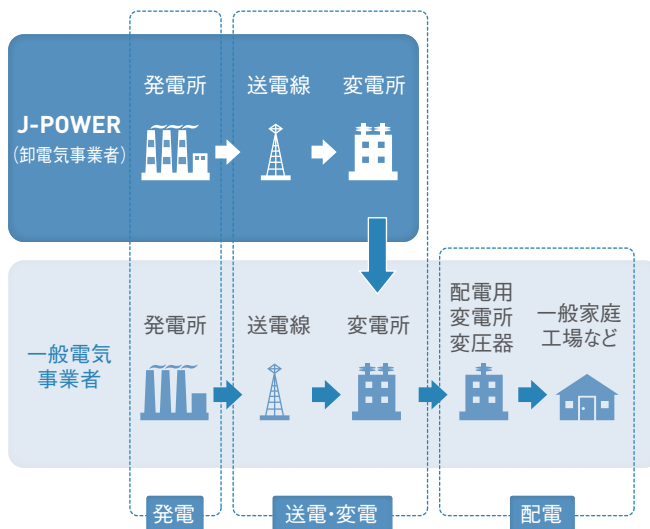 発電所
送電線
変電所
J-POWER
（卸電気事業者）
発電所
送電線
変電所
配電用
変電所
変圧器
一般家庭
工場など
一般電気
事業者
発電
送電・変電
配電